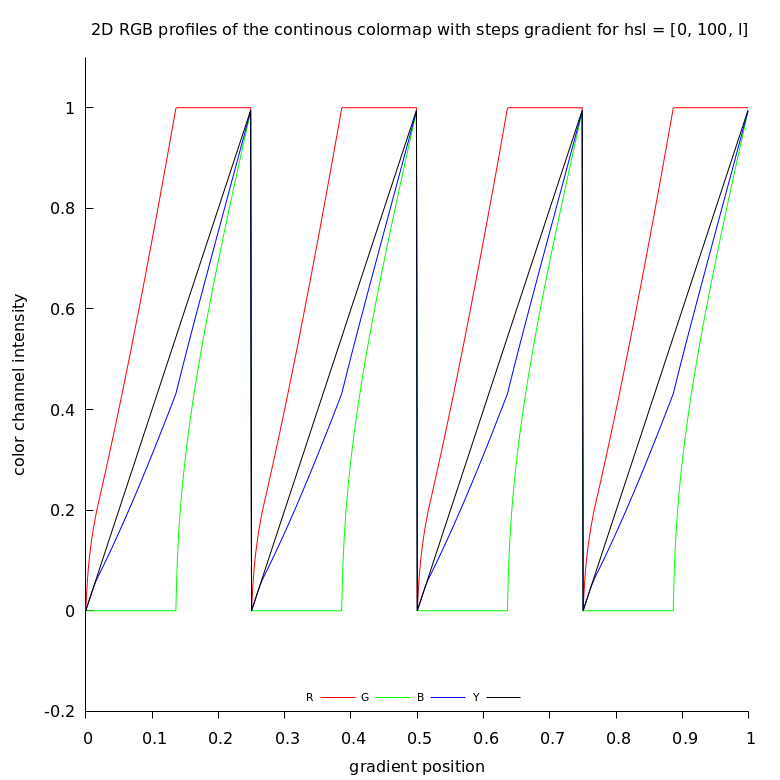 2D RGB profiles of the continous colormap with steps gradient for hsl = [0, 100, l]
1
0.8
0.6
0.4
0.2
0
-0.2
color channel intensity
R G B Y
0 0.1 0.2 0.3 0.4 0.5 0.6 0.7 0.8 0.9 1
gradient position